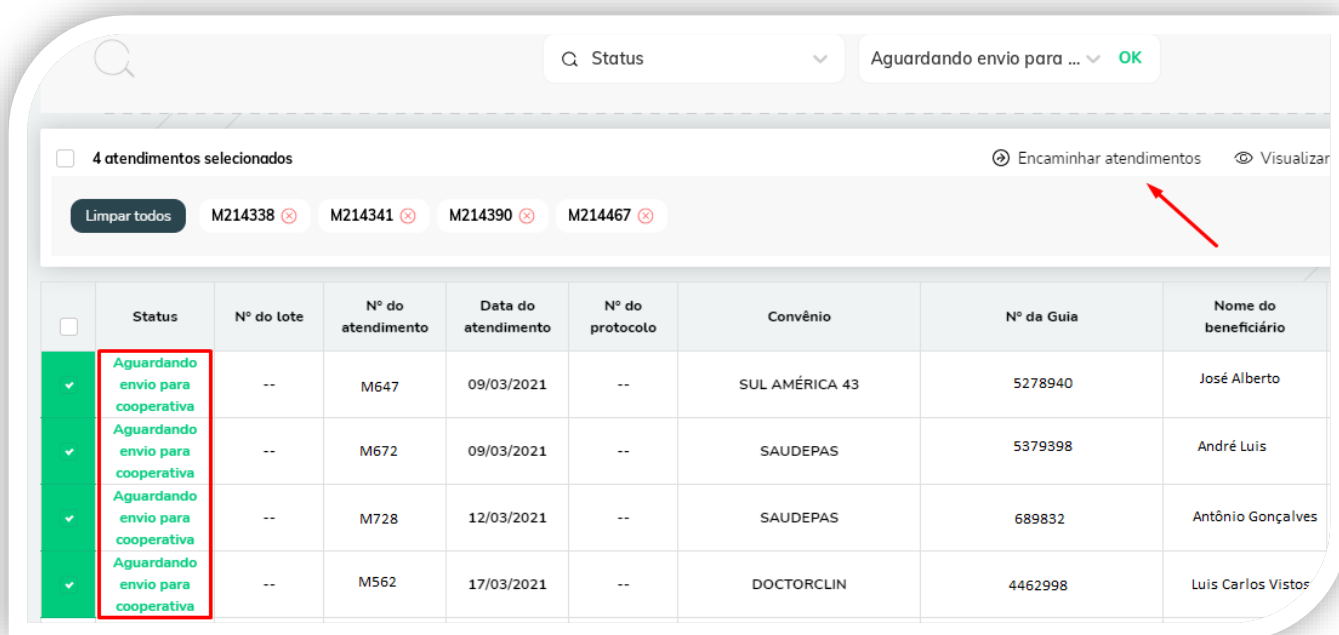 Status Aguardando envio para ... OK
4 atendimentos selecionados Encaminhar atendimentos Visualizar
Limpar todos M214338 M214341 M214390 M214467
Status Nº do lote Nº do atendimento Data do atendimento Nº do protocolo Convênio Nº da Guia Nome do beneficiário
Aguardando envio para cooperativa -- M647 09/03/2021 -- SUL AMÉRICA 43 5278940 José Alberto
Aguardando envio para cooperativa -- M672 09/03/2021 -- SAUDEPAS 5379398 André Luis
Aguardando envio para cooperativa -- M728 12/03/2021 -- SAUDEPAS 689832 Antônio Gonçalves
Aguardando envio para cooperativa -- M562 17/03/2021 -- DOCTORCLIN 4462998 Luis Carlos Vistos